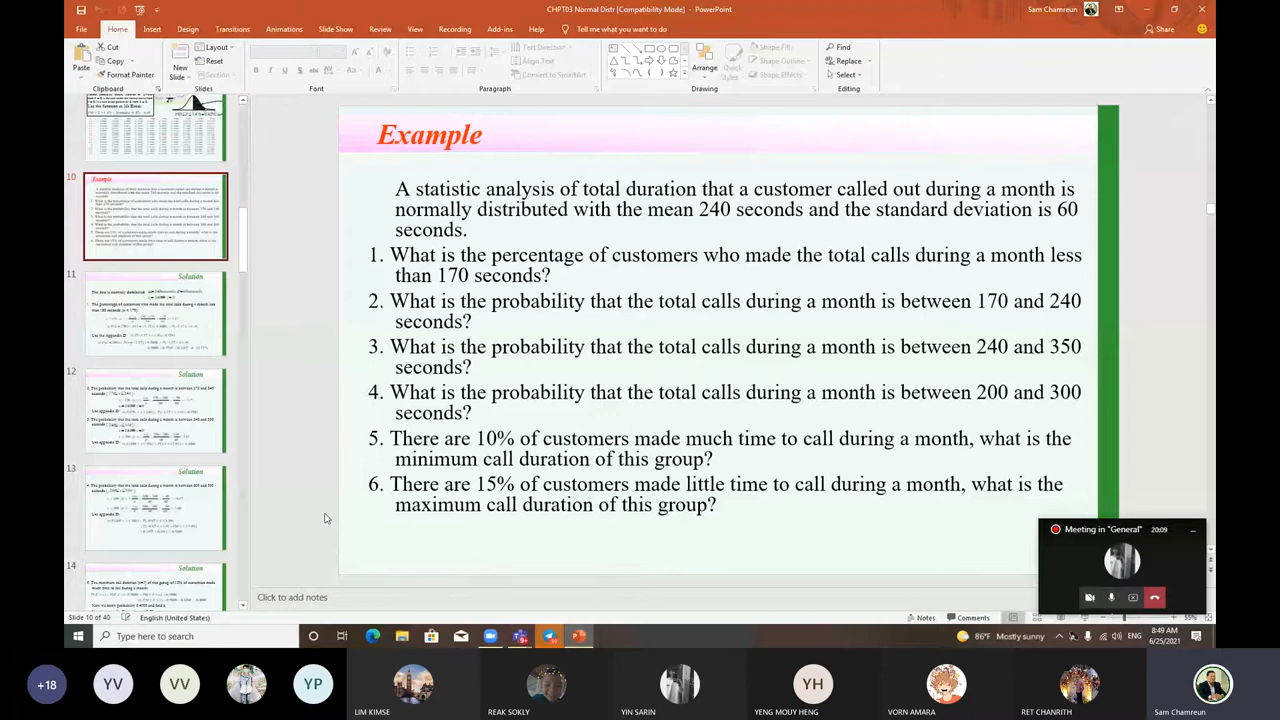 CHPT03 Normal Distr [Compatibility Mode] - PowerPoint
Sam Chamreun
File Home Insert Design Transitions Animations Slide Show Review Recording Add-ins Help Tell me what you want to do Share
Cut
Copy
Format Painter
Paste
Clipboard
New Slide
Layout
Reset
Section
Slides
Font
Text Direction
Align Text
Convert to SmartArt
Paragraph
Arrange
Quick Styles
Shape Fill
Shape Outline
Shape Effects
Drawing
Find
Replace
Select
Editing
10
Example
11
Solution
12
Solution
13
Solution
14
Solution
Example
A statistic analysis of total duration that a customer called out during a month is
normally distributed with the mean 240 seconds and the standard deviation is 60
seconds.
1. What is the percentage of customers who made the total calls during a month less
than 170 seconds?
2. What is the probability that the total calls during a month is between 170 and 240
seconds?
3. What is the probability that the total calls during a month is between 240 and 350
seconds?
4. What is the probability that the total calls during a month is between 200 and 300
seconds?
5. There are 10% of customers made much time to call during a month, what is the
minimum call duration of this group?
6. There are 15% of customers made little time to call during a month, what is the
maximum call duration of this group?
Meeting in "General" 20:09
Click to add notes
Slide 10 of 40 English (United States) Notes Comments 55%
Type here to search 86°F Mostly sunny ENG 8:49 AM
6/25/2021
+18 YV VV YP YH
LIM KIMSE REAK SOKLY YIN SARIN YENG MOUY HENG VORN AMARA RET CHANRITH Sam Chamreun